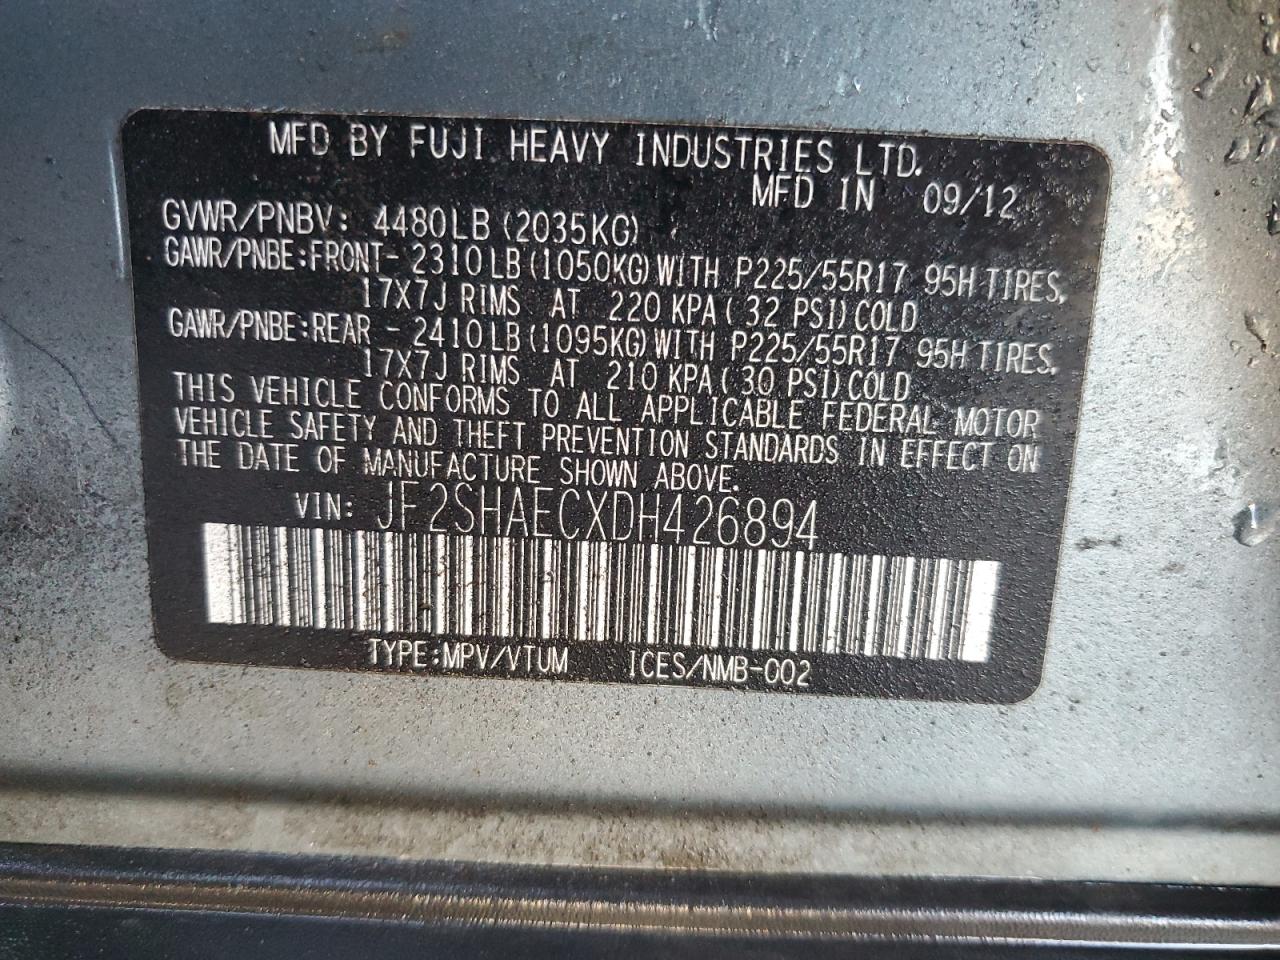 MFD BY FUJI HEAVY INDUSTRIES LTD.
MFD IN 09/12
GVWR/PNBV: 4480LB (2035KG)
GAWR/PNBE:FRONT- 2310LB(1050KG)WITH P225/55R17 95H TIRES,
17X7J RIMS AT 220 KPA( 32 PSI)COLD
GAWR/PNBE:REAR - 2410LB(1095KG)WITH P225/55R17 95H TIRES,
17X7J RIMS AT 210 KPA( 30 PSI)COLD
THIS VEHICLE CONFORMS TO ALL APPLICABLE FEDERAL MOTOR
VEHICLE SAFETY AND THEFT PREVENTION STANDARDS IN EFFECT ON
THE DATE OF MANUFACTURE SHOWN ABOVE.
VIN: JF2SHAECXDH426894
TYPE:MPV/VTUM ICES/NMB-002